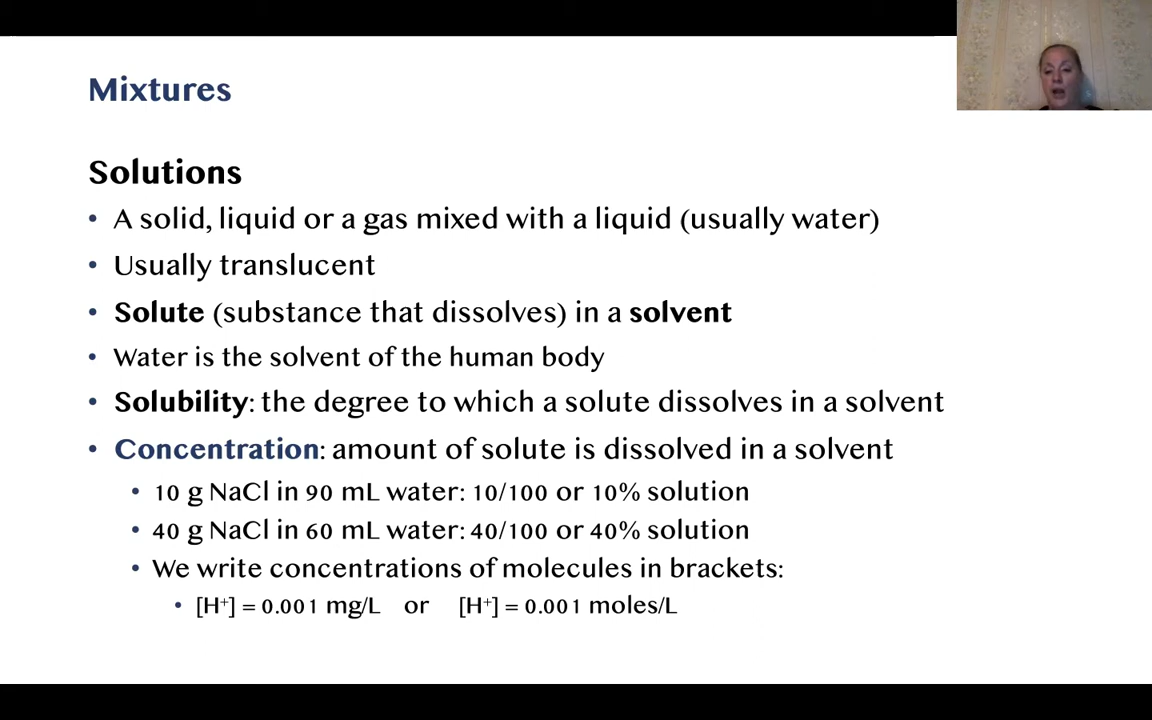 Mixtures
Solutions
• A solid, liquid or a gas mixed with a liquid (usually water)
• Usually translucent
• Solute (substance that dissolves) in a solvent
• Water is the solvent of the human body
• Solubility: the degree to which a solute dissolves in a solvent
• Concentration: amount of solute is dissolved in a solvent
• 10 g NaCl in 90 mL water: 10/100 or 10% solution
• 40 g NaCl in 60 mL water: 40/100 or 40% solution
• We write concentrations of molecules in brackets:
• [H⁺] = 0.001 mg/L or [H⁺] = 0.001 moles/L